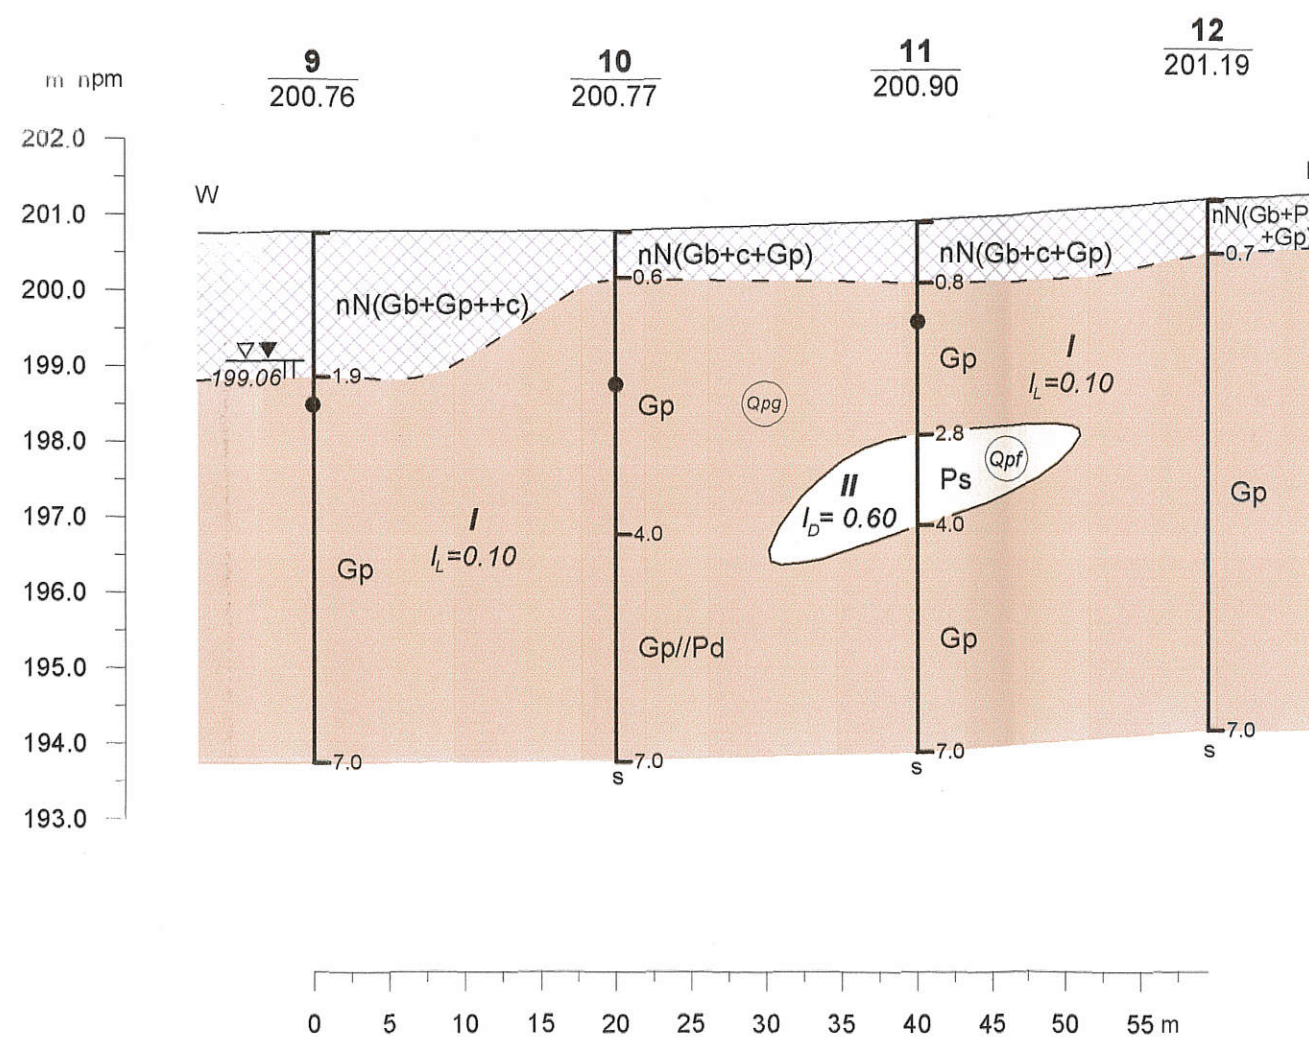 9
200.76
10
200.77
11
200.90
12
201.19
m npm
202.0
201.0
200.0
199.0
198.0
197.0
196.0
195.0
194.0
193.0
W
nN(Gb+Gp++c)
199.06
1.9
Gp
7.0
I
I_L=0.10
nN(Gb+c+Gp)
0.6
Gp
4.0
Gp//Pd
7.0
s
Qpg
nN(Gb+c+Gp)
0.8
Gp
I
I_L=0.10
2.8
Ps
Qpf
II
I_D= 0.60
4.0
Gp
7.0
s
nN(Gb+P
+Gp)
0.7
Gp
7.0
s
0 5 10 15 20 25 30 35 40 45 50 55 m